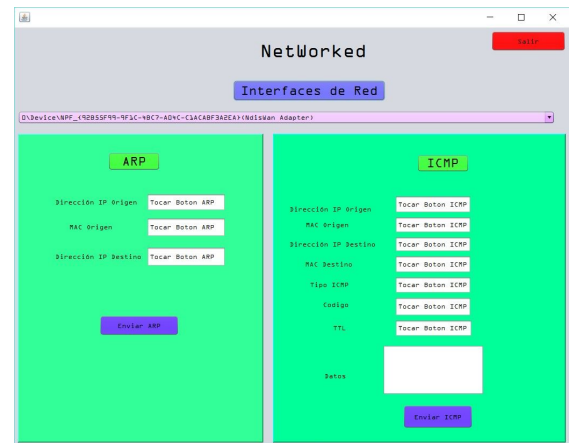 Salir
NetWorked
Interfaces de Red
0\Device\NPF_{92B55F99-9F1C-4BC7-AD4C-C1ACABF3A2EA}(NdisWan Adapter)
ARP
Dirección IP Origen Tocar Boton ARP
MAC Origen Tocar Boton ARP
Dirección IP Destino Tocar Boton ARP
Enviar ARP
ICMP
Dirección IP Origen Tocar Boton ICMP
MAC Origen Tocar Boton ICMP
Dirección IP Destino Tocar Boton ICMP
MAC Destino Tocar Boton ICMP
Tipo ICMP Tocar Boton ICMP
Codigo Tocar Boton ICMP
TTL Tocar Boton ICMP
Datos
Enviar ICMP